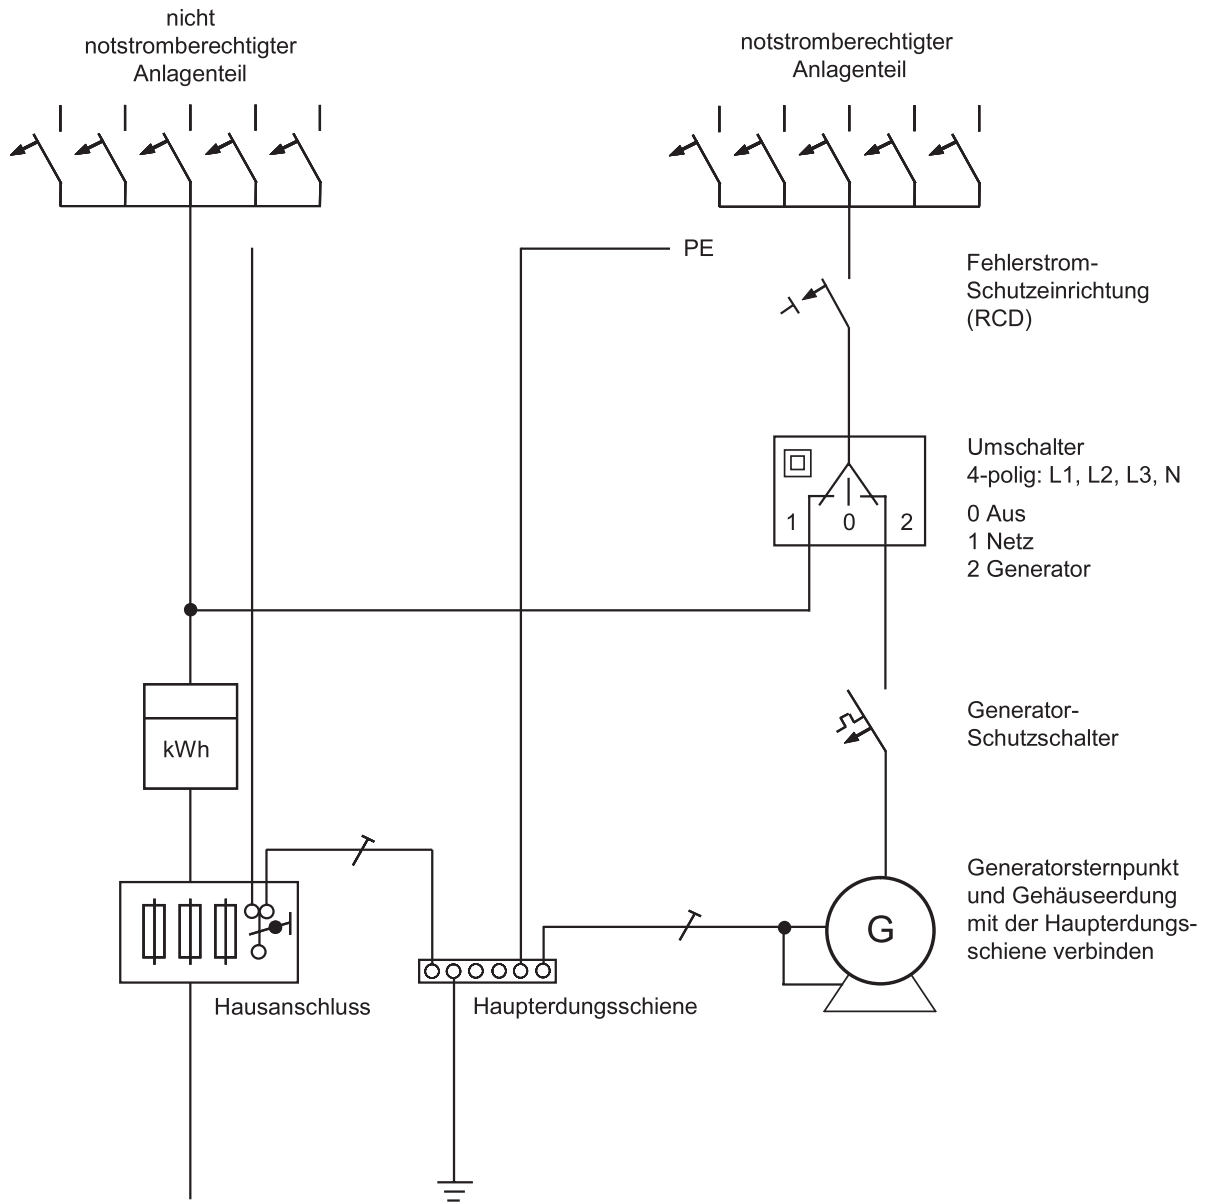 nicht
notstromberechtigter
Anlagenteil
notstromberechtigter
Anlagenteil
PE
Fehlerstrom-
Schutzeinrichtung
(RCD)
Umschalter
4-polig: L1, L2, L3, N
0 Aus
1 Netz
2 Generator
1 0 2
kWh
Generator-
Schutzschalter
Generatorsternpunkt
und Gehäuseerdung
mit der Haupterdungs-
schiene verbinden
G
Hausanschluss
Haupterdungsschiene